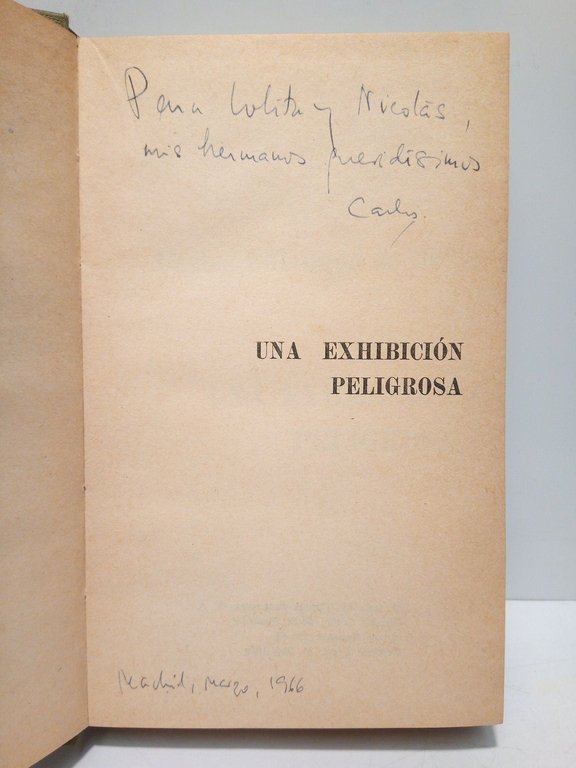 Para Lolita y Nicolás,
mis hermanos queridísimos
Carlos.
UNA EXHIBICIÓN
PELIGROSA
Madrid, marzo, 1966